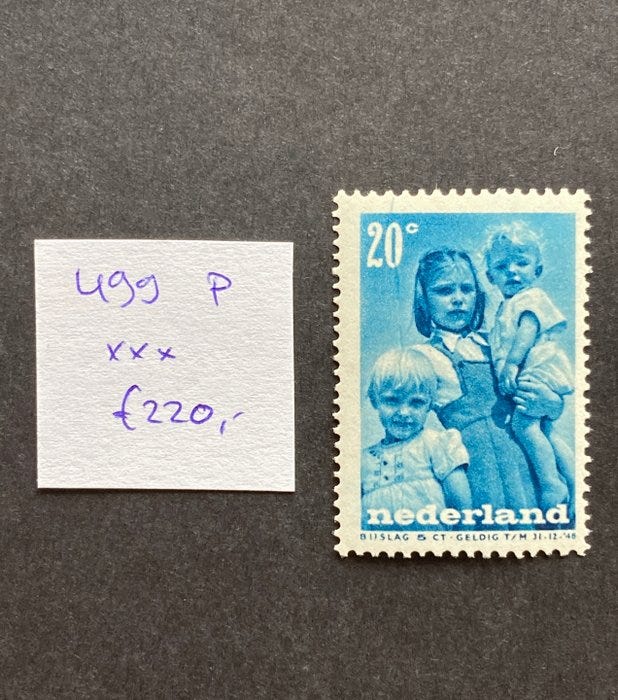 499 P
xxx
€220,-
20c
nederland
BIJSLAG 5 CT · GELDIG T/M 31-12-'48